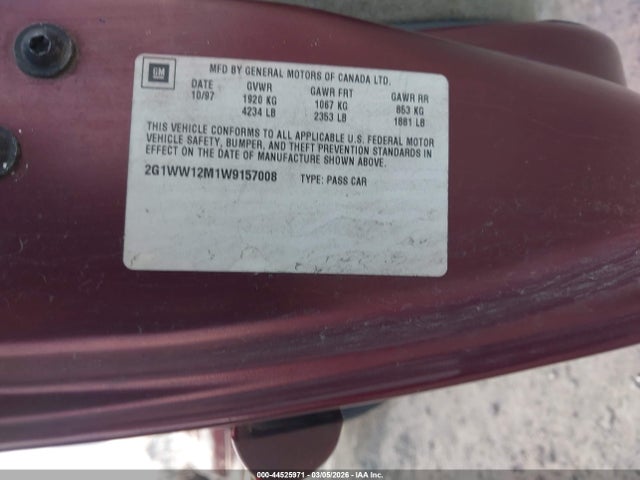 GM
MFD BY GENERAL MOTORS OF CANADA LTD.
DATE GVWR GAWR FRT GAWR RR
10/97 1920 KG 1067 KG 853 KG
4234 LB 2353 LB 1881 LB
THIS VEHICLE CONFORMS TO ALL APPLICABLE U.S. FEDERAL MOTOR
VEHICLE SAFETY, BUMPER, AND THEFT PREVENTION STANDARDS IN
EFFECT ON THE DATE OF MANUFACTURE SHOWN ABOVE.
2G1WW12M1W9157008 TYPE: PASS CAR
000-44525971 - 03/05/2026 - IAAI.com